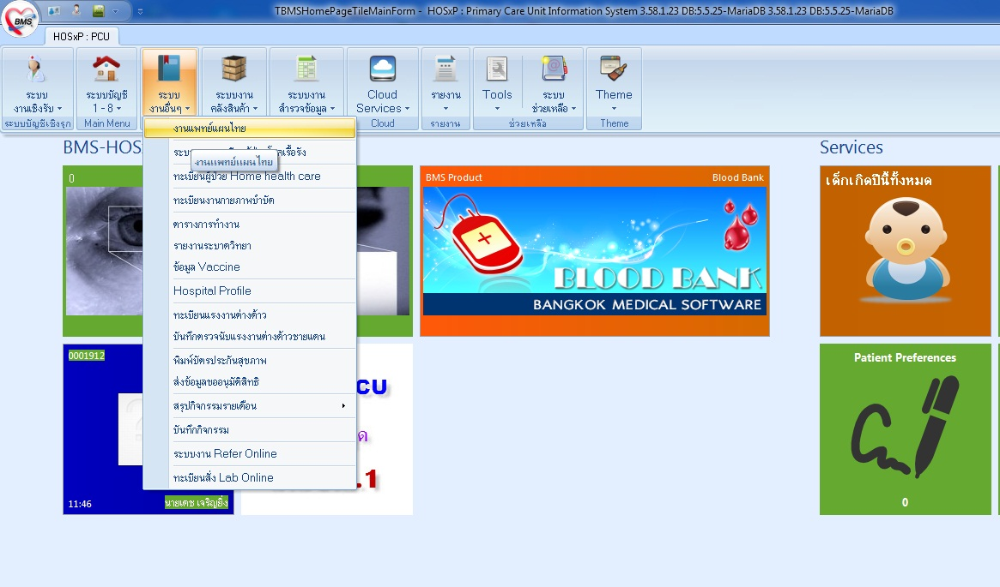 BMS
TBMSHomePageTileMainForm - HOSxP : Primary Care Unit Information System 3.58.1.23 DB:5.5.25-MariaDB 3.58.1.23 DB:5.5.25-MariaDB
HOSxP : PCU
ระบบ
งานเชิงรับ
ระบบบัญชี
1 - 8
ระบบ
งานอื่นๆ
ระบบงาน
คลังสินค้า
ระบบงาน
สำรวจข้อมูล
Cloud
Services
รายงาน
Tools
ระบบ
ช่วยเหลือ
Theme
ระบบบัญชีเชิงรุก
Main Menu
Cloud
รายงาน
ช่วยเหลือ
Theme
งานแพทย์แผนไทย
เรื้อรัง
งานแพทย์แผนไทย
ทะเบียนผู้ป่วย Home health care
ทะเบียนงานกายภาพบำบัด
ตารางการทำงาน
รายงานระบาดวิทยา
ข้อมูล Vaccine
Hospital Profile
ทะเบียนแรงงานต่างด้าว
บันทึกตรวจนับแรงงานต่างด้าวชายแดน
พิมพ์บัตรประกันสุขภาพ
ส่งข้อมูลขออนุมัติสิทธิ
สรุปกิจกรรมรายเดือน
บันทึกกิจกรรม
ระบบงาน Refer Online
ทะเบียนสั่ง Lab Online
BMS-HOS
0
0001912
11:46
นายเดช เจริญยิ่ง
CU
ด
.1
BMS Product
Blood Bank
BLOOD BANK
BANGKOK MEDICAL SOFTWARE
Services
เด็กเกิดปีนี้ทั้งหมด
Patient Preferences
0